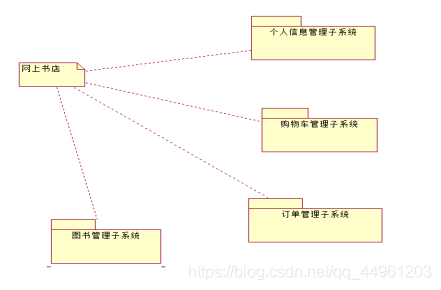 个人信息管理子系统
网上书店
购物车管理子系统
订单管理子系统
图书管理子系统
https://blog.csdn.net/qq_44961203